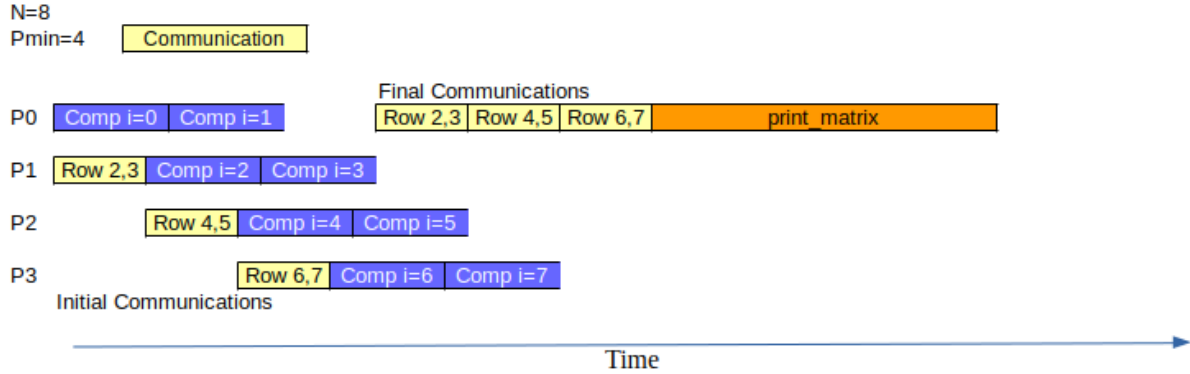 N=8
Pmin=4 Communication
Final Communications
P0 Comp i=0 Comp i=1 Row 2,3 Row 4,5 Row 6,7 print_matrix
P1 Row 2,3 Comp i=2 Comp i=3
P2 Row 4,5 Comp i=4 Comp i=5
P3 Row 6,7 Comp i=6 Comp i=7
Initial Communications
Time